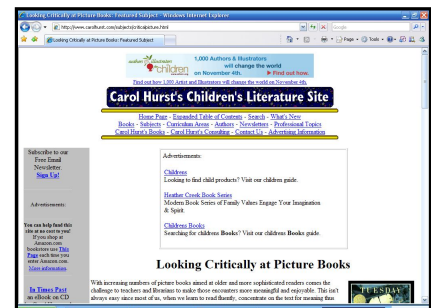 Looking Critically at Picture Books: Featured Subject - Windows Internet Explorer
http://www.carolhurst.com/subjects/criticalpicture.html
Google
Looking Critically at Picture Books: Featured Subject
Page
Tools
authors & illustrators
children
1,000 Authors & Illustrators
will change the world
on November 4th.
Find out how.
Find out how 1,000 Artist and Illustrators will change the world on November 4th.
Carol Hurst's Children's Literature Site
Home Page - Expanded Table of Contents - Search - What's New
Books - Subjects - Curriculum Areas - Authors - Newsletters - Professional Topics
Carol Hurst's Books - Carol Hurst's Consulting - Contact Us - Advertising Information
Subscribe to our
Free Email
Newsletter.
Sign Up!
Advertisements:
You can help fund this
site at no cost to you!
If you shop at
Amazon.com
bookstore use This
Page each time you
enter Amazon.com.
More information.
In Times Past
an eBook on CD
Advertisements:
Childrens
Looking to find child products? Visit our children guide.
Heather Creek Book Series
Modern Book Series of Family Values Engage Your Imagination
& Spirit.
Childrens Books
Searching for childrens Books? Visit our childrens Books guide.
Looking Critically at Picture Books
With increasing numbers of picture books aimed at older and more sophisticated readers comes the
challenge to teachers and librarians to make those encounters more meaningful and enjoyable. This isn't
always easy since most of us, when we learn to read fluently, concentrate on the text for meaning thus
TUESDAY